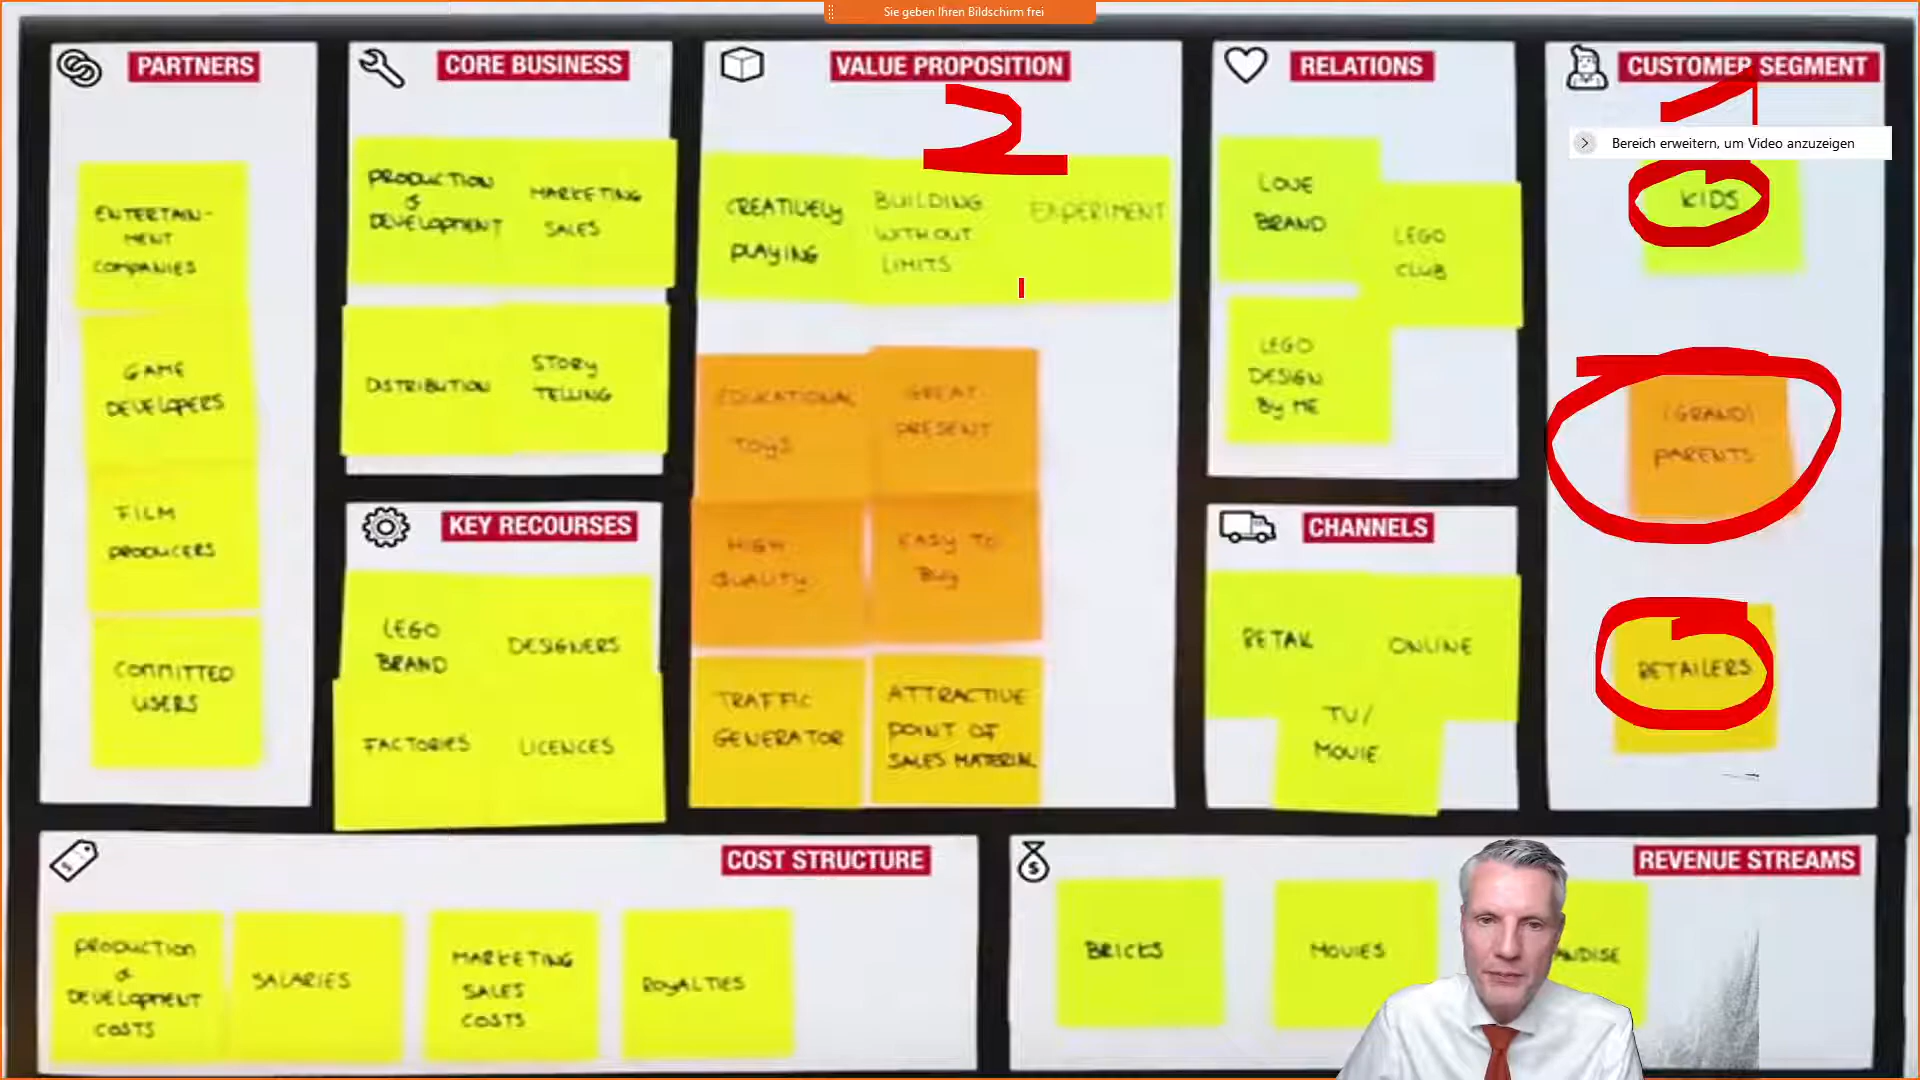 Sie geben Ihren Bildschirm frei
PARTNERS
ENTERTAIN-
MENT
COMPANIES
GAME
DEVELOPERS
FILM
PRODUCERS
COMMITTED
USERS
CORE BUSINESS
PRODUCTION
&
DEVELOPMENT
MARKETING
SALES
DISTRIBUTION
STORY
TELLING
KEY RECOURSES
LEGO
BRAND
DESIGNERS
FACTORIES
LICENCES
VALUE PROPOSITION
2
CREATIVELY
PLAYING
BUILDING
WITHOUT
LIMITS
EXPERIMENT
EDUCATIONAL
TOYS
GREAT
PRESENT
HIGH
QUALITY
EASY TO
BUY
TRAFFIC
GENERATOR
ATTRACTIVE
POINT OF
SALES MATERIAL
RELATIONS
LOVE
BRAND
LEGO
CLUB
LEGO
DESIGN
By ME
CHANNELS
RETAIL
ONLINE
TV/
MOVIE
CUSTOMER SEGMENT
1
Bereich erweitern, um Video anzuzeigen
KIDS
(GRAND)
PARENTS
RETAILERS
COST STRUCTURE
PRODUCTION
&
DEVELOPMENT
COSTS
SALARIES
MARKETING
SALES
COSTS
ROYALTIES
REVENUE STREAMS
BRICKS
MOVIES
ANDISE